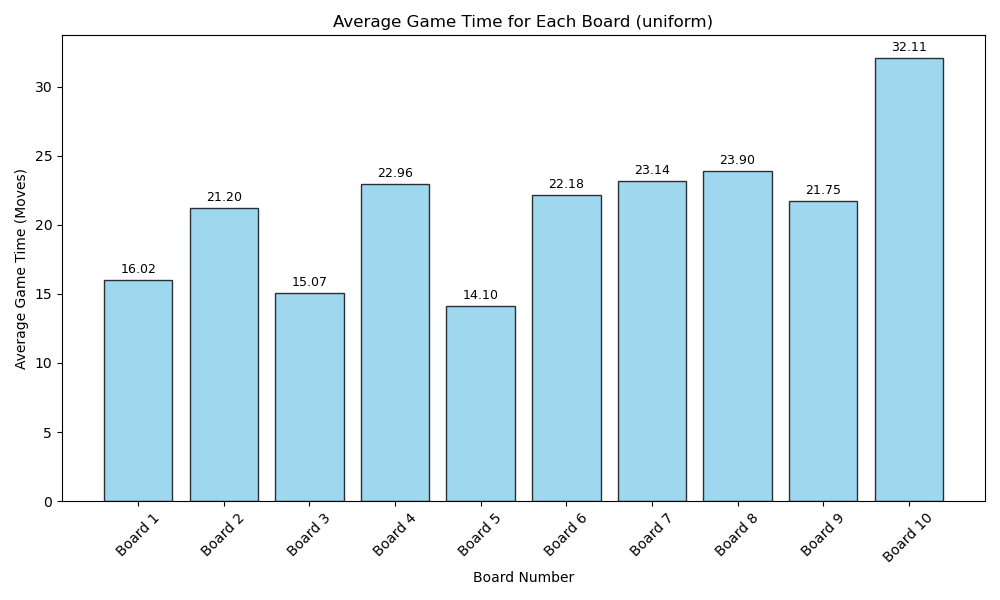 Average Game Time for Each Board (uniform)
Average Game Time (Moves)
30
25
20
15
10
5
0
16.02
21.20
15.07
22.96
14.10
22.18
23.14
23.90
21.75
32.11
Board 1
Board 2
Board 3
Board 4
Board 5
Board 6
Board 7
Board 8
Board 9
Board 10
Board Number